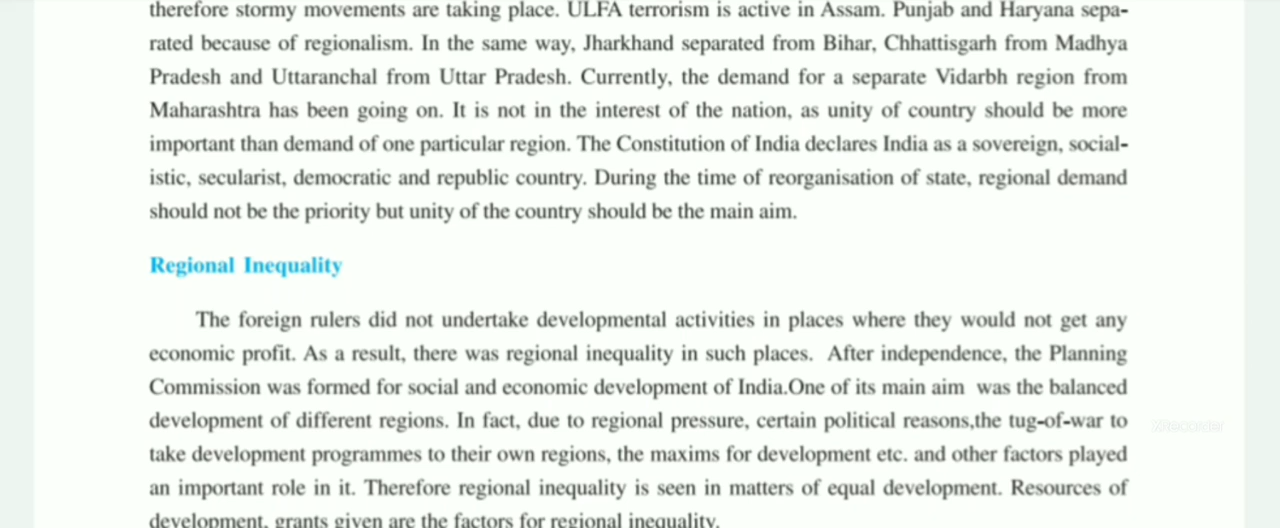 therefore stormy movements are taking place. ULFA terrorism is active in Assam. Punjab and Haryana sepa-
rated because of regionalism. In the same way, Jharkhand separated from Bihar, Chhattisgarh from Madhya
Pradesh and Uttaranchal from Uttar Pradesh. Currently, the demand for a separate Vidarbh region from
Maharashtra has been going on. It is not in the interest of the nation, as unity of country should be more
important than demand of one particular region. The Constitution of India declares India as a sovereign, social-
istic, secularist, democratic and republic country. During the time of reorganisation of state, regional demand
should not be the priority but unity of the country should be the main aim.
Regional Inequality
The foreign rulers did not undertake developmental activities in places where they would not get any
economic profit. As a result, there was regional inequality in such places. After independence, the Planning
Commission was formed for social and economic development of India.One of its main aim was the balanced
development of different regions. In fact, due to regional pressure, certain political reasons,the tug-of-war to
take development programmes to their own regions, the maxims for development etc. and other factors played
an important role in it. Therefore regional inequality is seen in matters of equal development. Resources of
development, grants given are the factors for regional inequality.